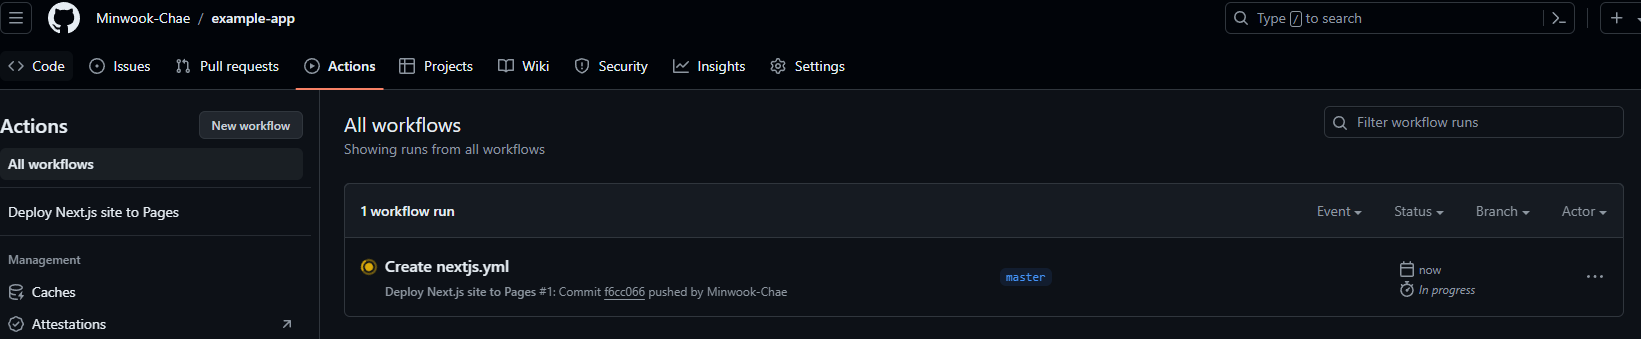 Minwook-Chae / example-app
Type / to search
Code Issues Pull requests Actions Projects Wiki Security Insights Settings
Actions
New workflow
All workflows
Deploy Next.js site to Pages
Management
Caches
Attestations
All workflows
Showing runs from all workflows
Filter workflow runs
1 workflow run
Event Status Branch Actor
Create nextjs.yml
Deploy Next.js site to Pages #1: Commit f6cc066 pushed by Minwook-Chae
master
now
In progress